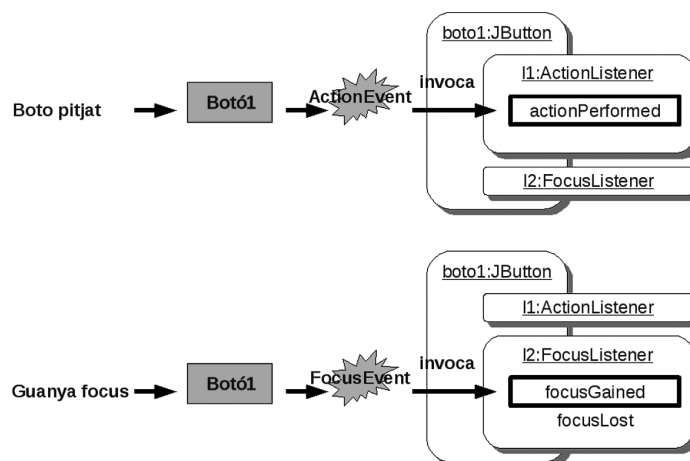 boto1:JButton
l1:ActionListener
invoca
ActionEvent
Botó1
Boto pitjat
actionPerformed
l2:FocusListener
boto1:JButton
l1:ActionListener
l2:FocusListener
invoca
FocusEvent
Botó1
Guanya focus
focusGained
focusLost